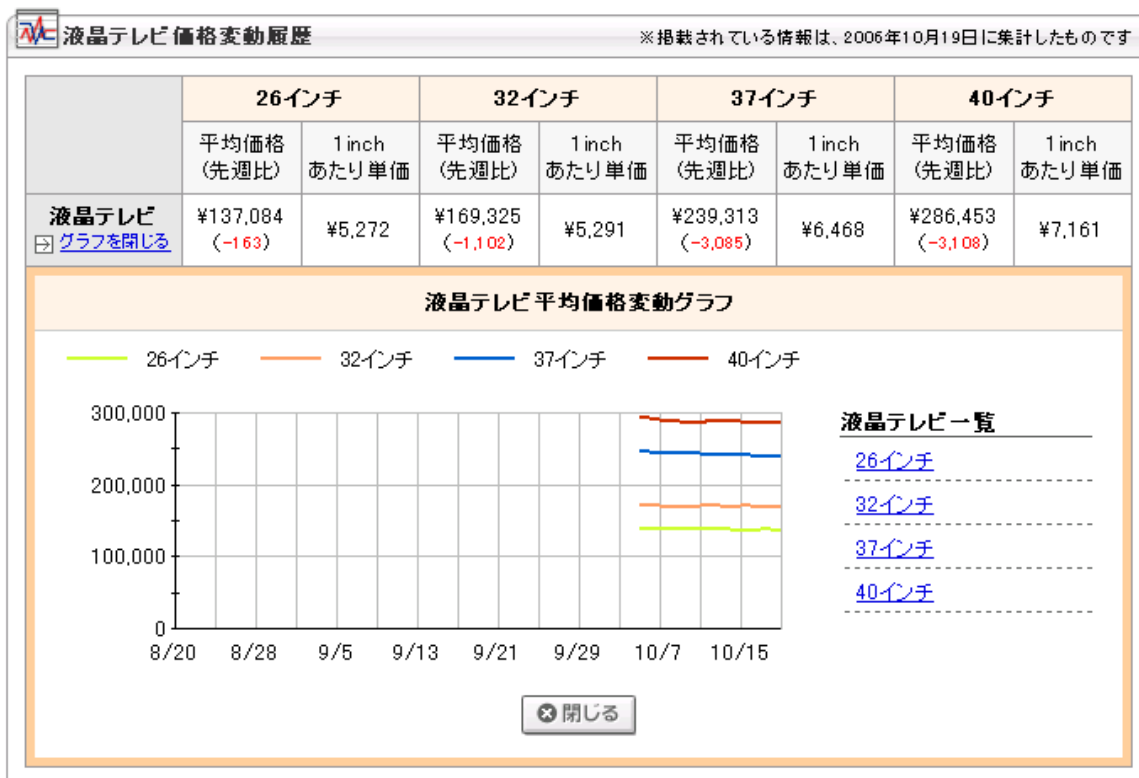 液晶テレビ価格変動履歴
※掲載されている情報は、2006年10月19日に集計したものです
26インチ 32インチ 37インチ 40インチ
平均価格 1inch 平均価格 1inch 平均価格 1inch 平均価格 1inch
(先週比) あたり単価 (先週比) あたり単価 (先週比) あたり単価 (先週比) あたり単価
液晶テレビ ¥137,084 ¥5,272 ¥169,325 ¥5,291 ¥239,313 ¥6,468 ¥286,453 ¥7,161
グラフを閉じる (-163) (-1,102) (-3,085) (-3,108)
液晶テレビ平均価格変動グラフ
26インチ 32インチ 37インチ 40インチ
300,000
200,000
100,000
0
8/20 8/28 9/5 9/13 9/21 9/29 10/7 10/15
液晶テレビ一覧
26インチ
32インチ
37インチ
40インチ
閉じる